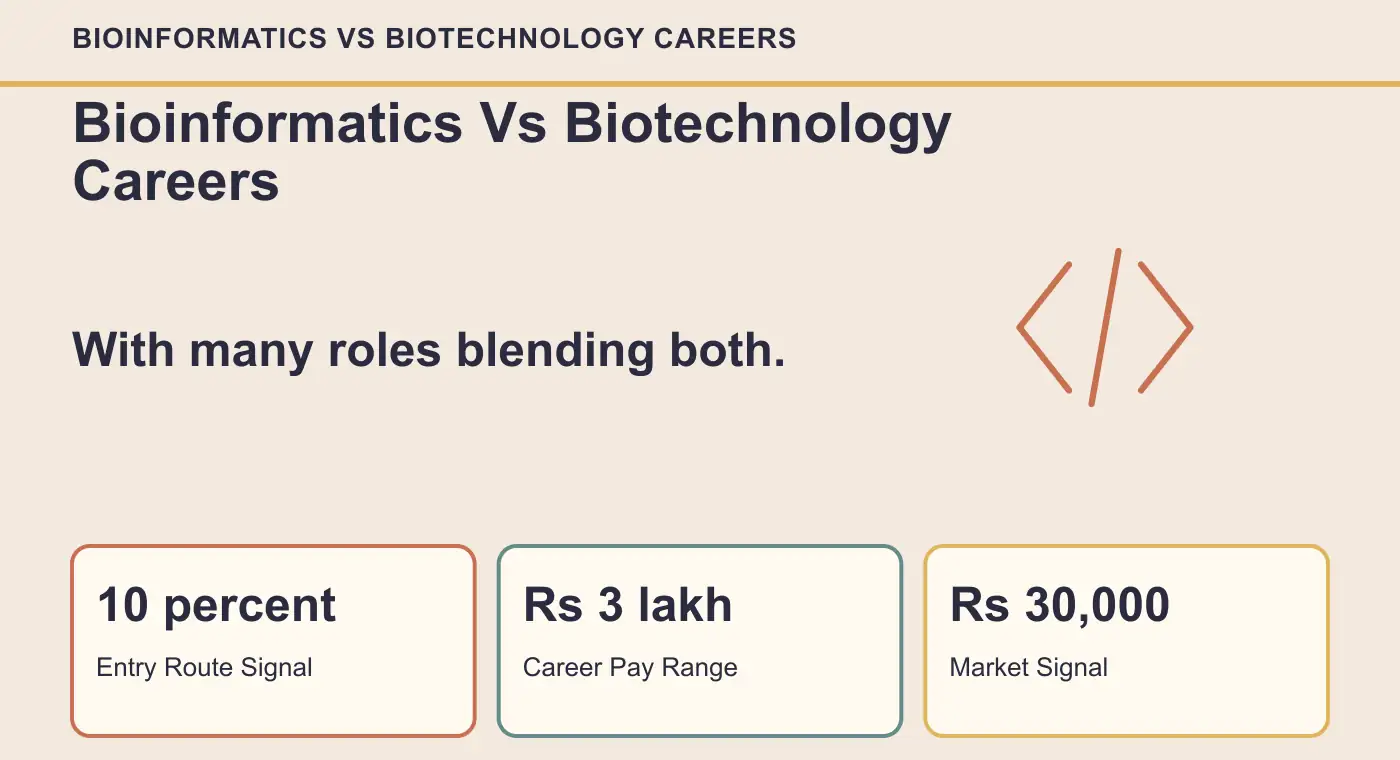 BIOINFORMATICS VS BIOTECHNOLOGY CAREERS
Bioinformatics Vs Biotechnology
Careers
With many roles blending both.
10 percent
Entry Route Signal
Rs 3 lakh
Career Pay Range
Rs 30,000
Market Signal